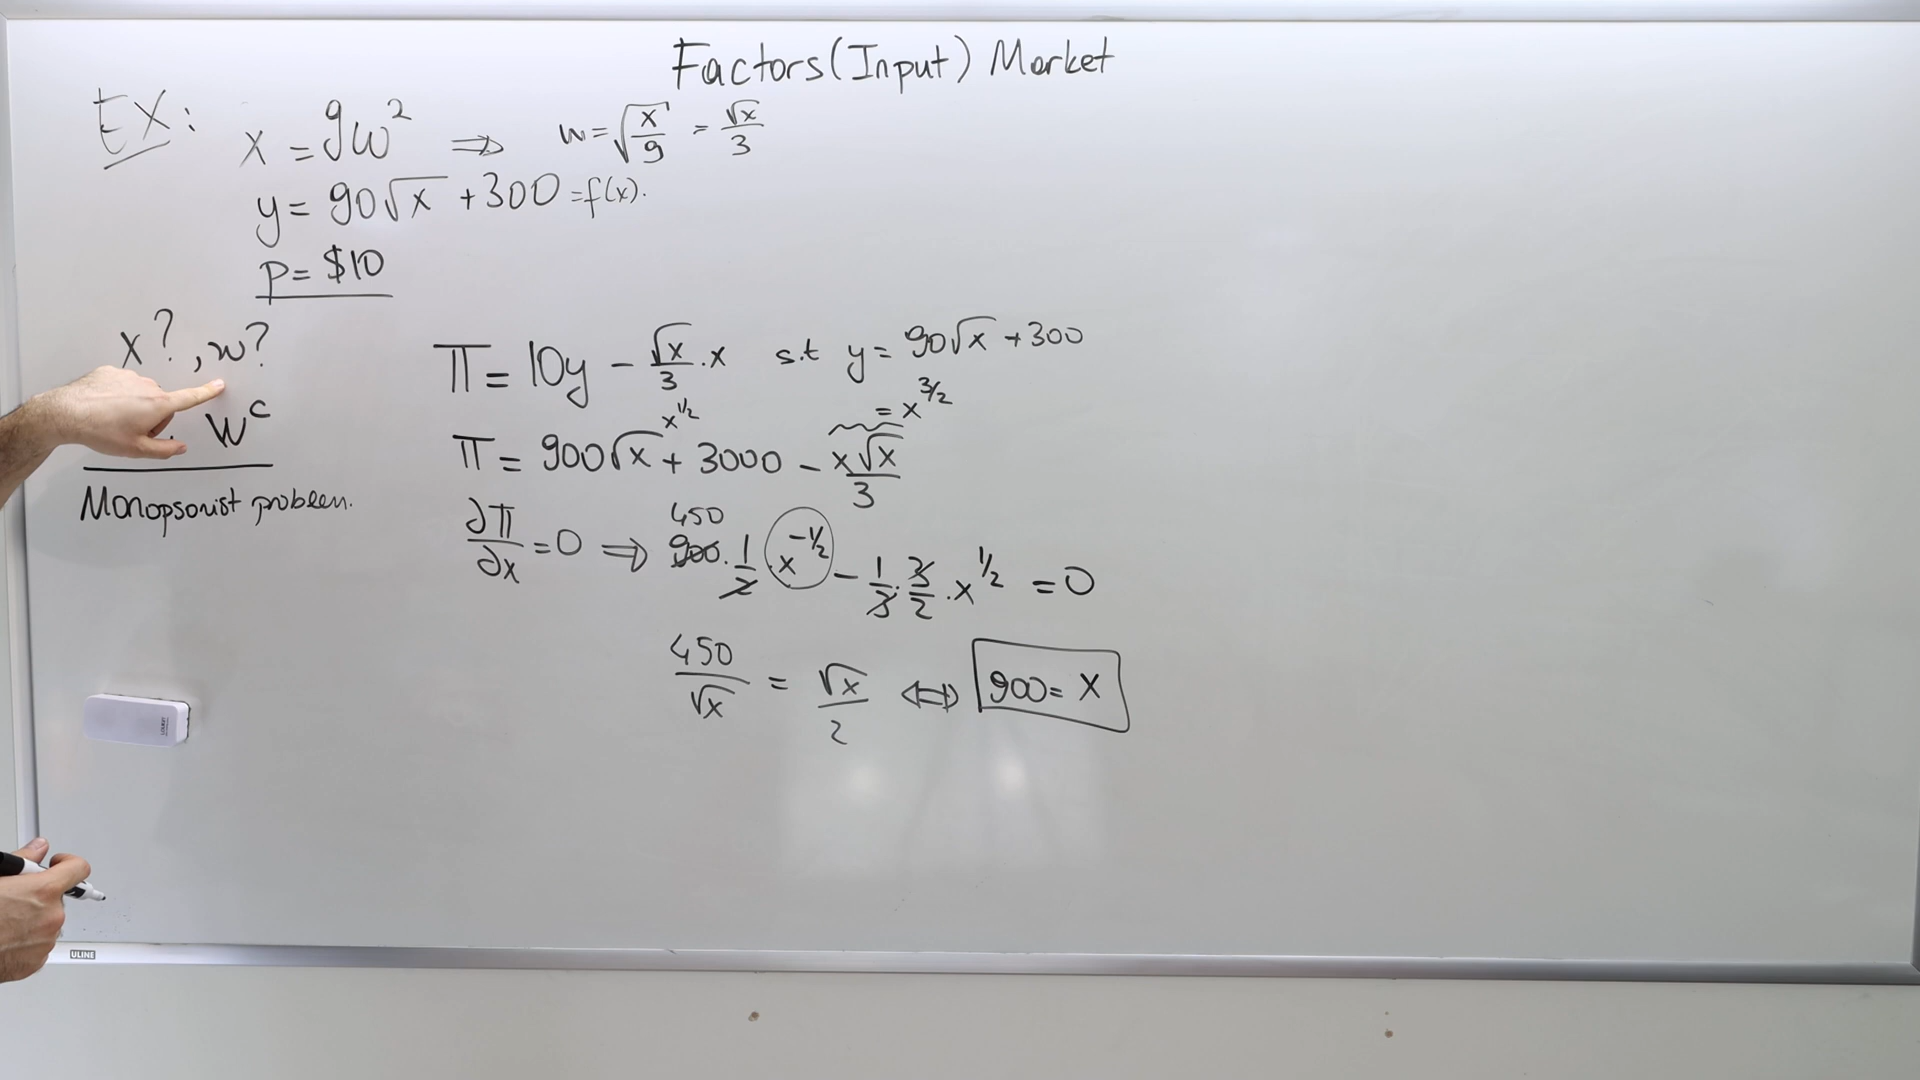 Factors (Input) Market
EX: x = 9w² ⇒ w = √(x/9) = √x/3
y = 90√x + 300 = f(x).
P = $10
x?, w?
w^c
Monopsonist problem.
π = 10y − √x/3 · x s.t y = 90√x + 300
x^1/2 = x^3/2
π = 900√x + 3000 − x√x/3
∂π/∂x = 0 ⇒ 450 900 · 1/2 · x^−1/2 − 1/3 · 3/2 · x^1/2 = 0
450/√x = √x/2 ⇔ 900 = x
ULINE